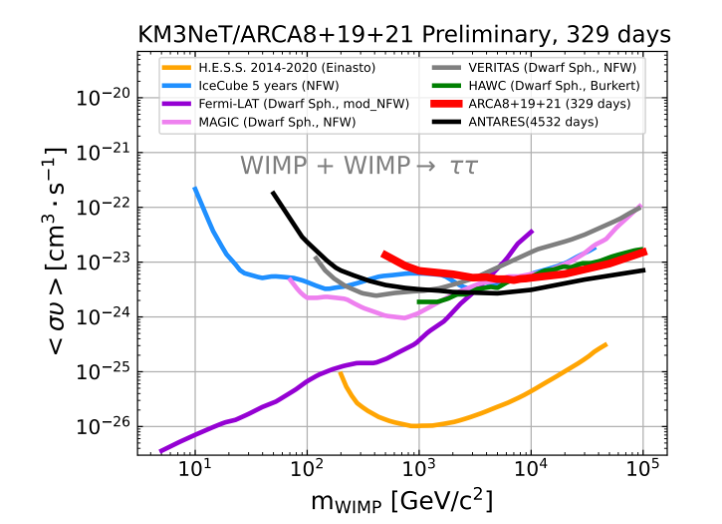 KM3NeT/ARCA8+19+21 Preliminary, 329 days
H.E.S.S. 2014-2020 (Einasto)
IceCube 5 years (NFW)
Fermi-LAT (Dwarf Sph., mod_NFW)
MAGIC (Dwarf Sph., NFW)
VERITAS (Dwarf Sph., NFW)
HAWC (Dwarf Sph., Burkert)
ARCA8+19+21 (329 days)
ANTARES(4532 days)
WIMP + WIMP → ττ
< σv > [cm³ · s⁻¹]
10⁻²⁰
10⁻²¹
10⁻²²
10⁻²³
10⁻²⁴
10⁻²⁵
10⁻²⁶
10¹ 10² 10³ 10⁴ 10⁵
m_WIMP [GeV/c²]